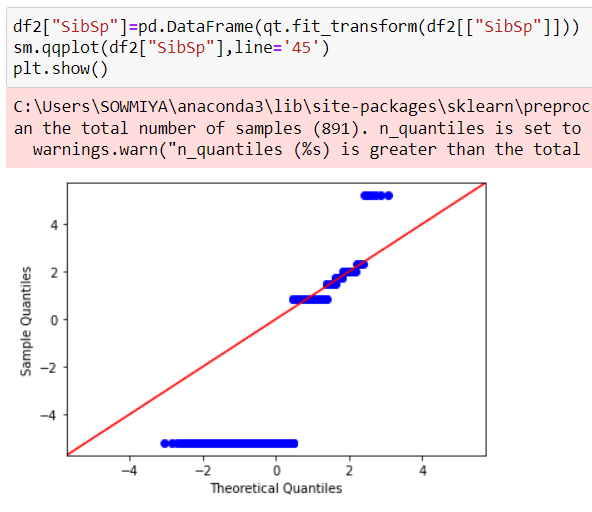 df2["SibSp"]=pd.DataFrame(qt.fit_transform(df2[["SibSp"]]))
sm.qqplot(df2["SibSp"],line='45')
plt.show()
C:\Users\SOWMIYA\anaconda3\lib\site-packages\sklearn\preproc
an the total number of samples (891). n_quantiles is set to
warnings.warn("n_quantiles (%s) is greater than the total
4
2
0
−2
−4
Sample Quantiles
−4 −2 0 2 4
Theoretical Quantiles